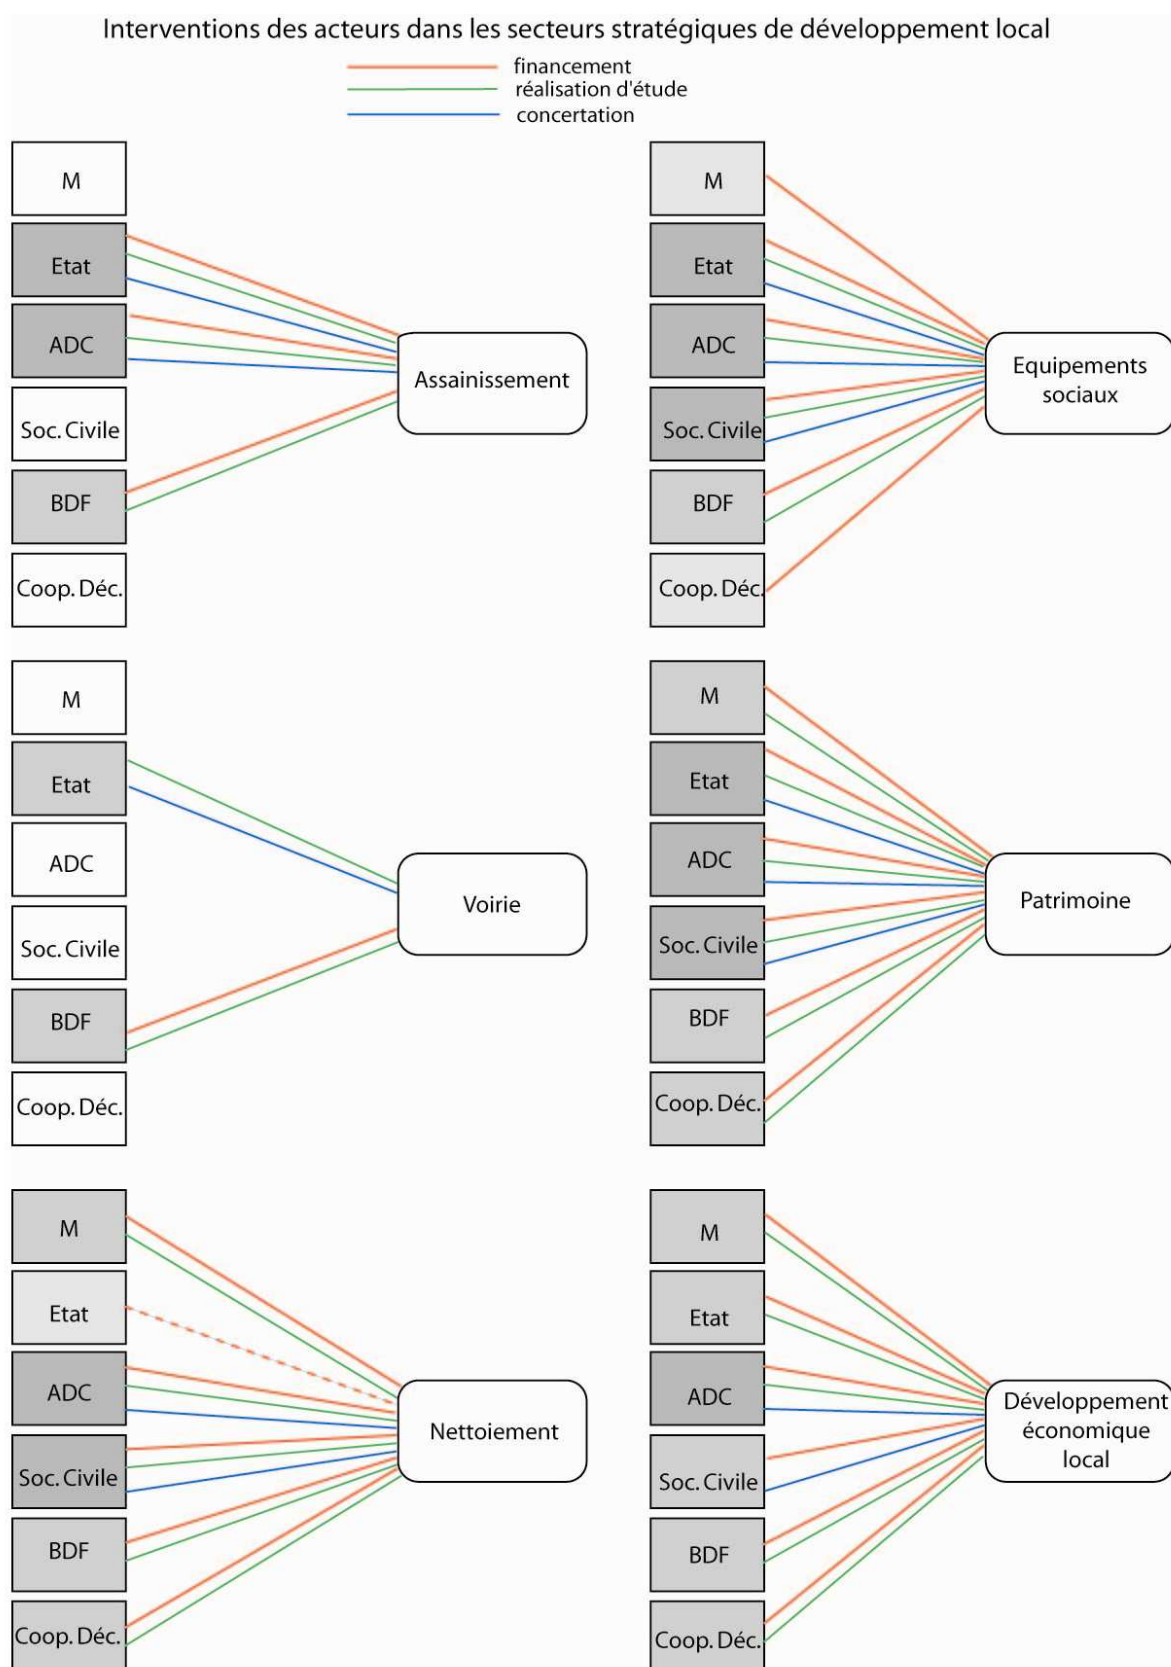 Interventions des acteurs dans les secteurs stratégiques de développement local
financement
réalisation d'étude
concertation
M
Etat
ADC
Soc. Civile
BDF
Coop. Déc.
Assainissement
M
Etat
ADC
Soc. Civile
BDF
Coop. Déc.
Equipements
sociaux
M
Etat
ADC
Soc. Civile
BDF
Coop. Déc.
Voirie
M
Etat
ADC
Soc. Civile
BDF
Coop. Déc.
Patrimoine
M
Etat
ADC
Soc. Civile
BDF
Coop. Déc.
Nettoiement
M
Etat
ADC
Soc. Civile
BDF
Coop. Déc.
Développement
économique
local